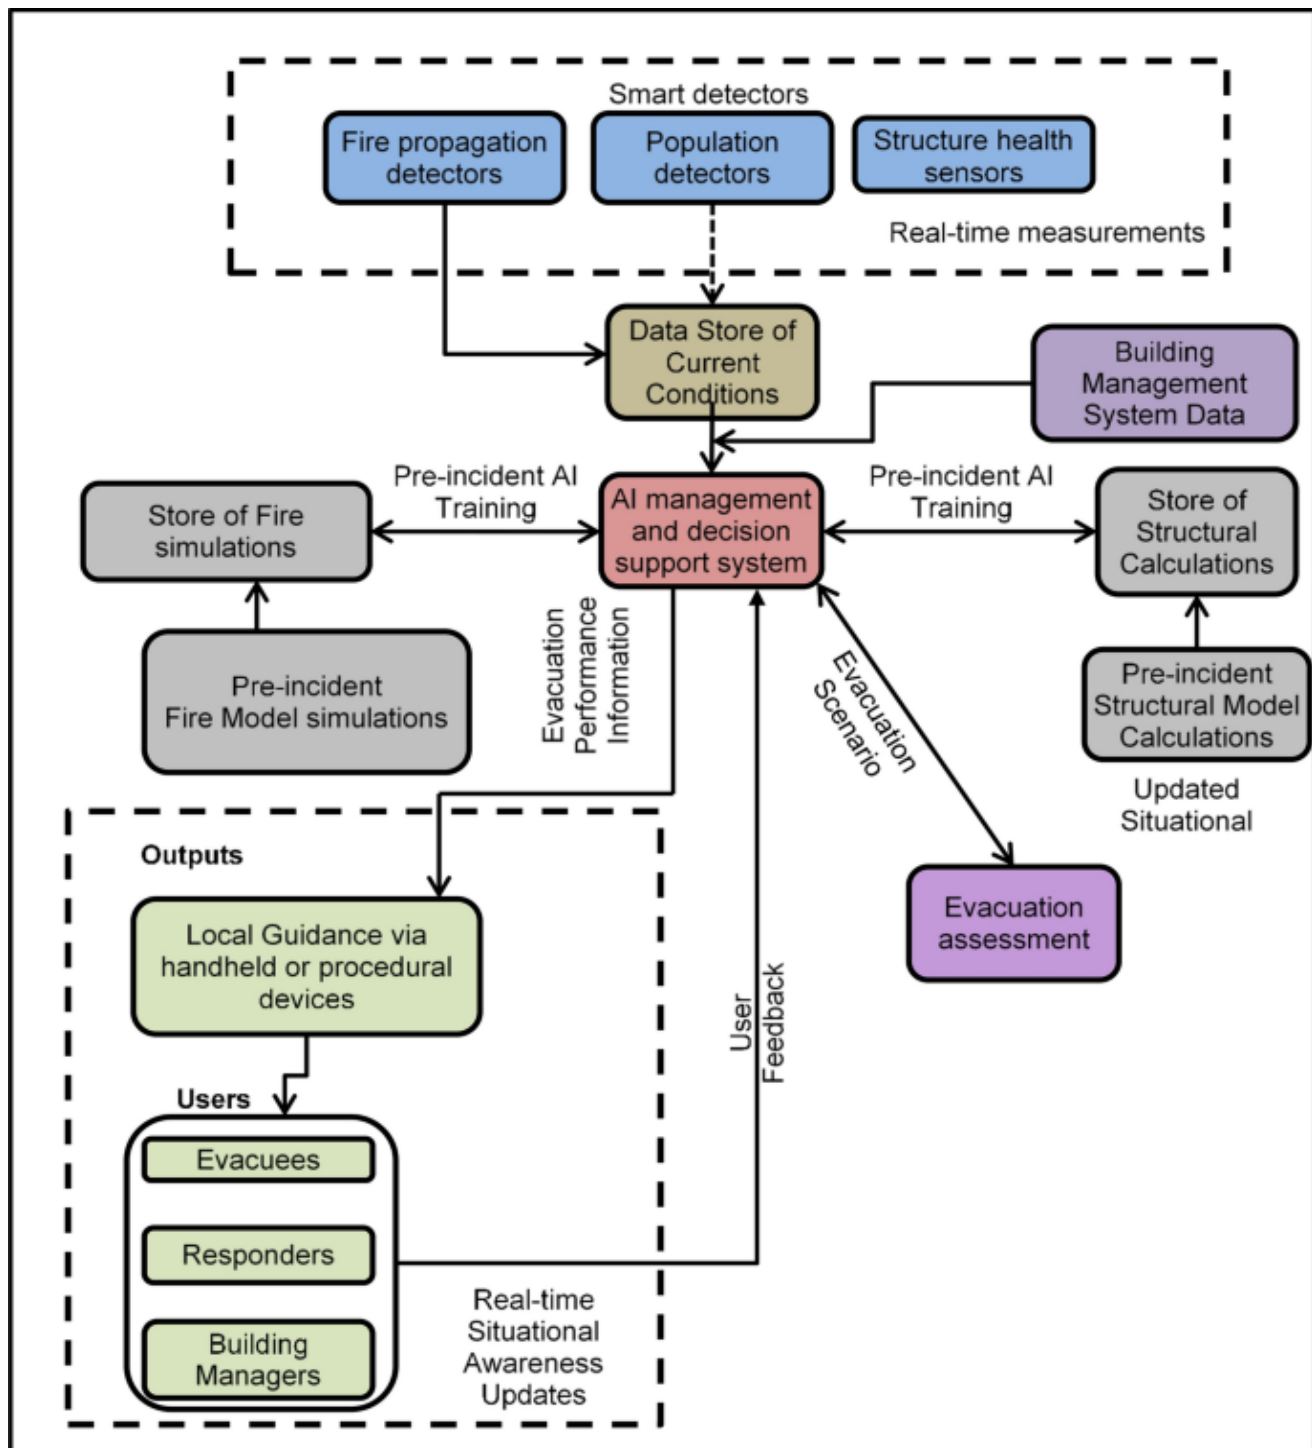 Smart detectors
Fire propagation
detectors
Population
detectors
Structure health
sensors
Real-time measurements
Data Store of
Current
Conditions
Building
Management
System Data
Pre-incident AI
Training
Pre-incident AI
Training
Store of Fire
simulations
AI management
and decision
support system
Store of
Structural
Calculations
Pre-incident
Fire Model simulations
Evacuation
Performance
Information
Evacuation
Scenario
Pre-incident
Structural Model
Calculations
Updated
Situational
Outputs
Local Guidance via
handheld or procedural
devices
Evacuation
assessment
User
Feedback
Users
Evacuees
Responders
Building
Managers
Real-time
Situational
Awareness
Updates